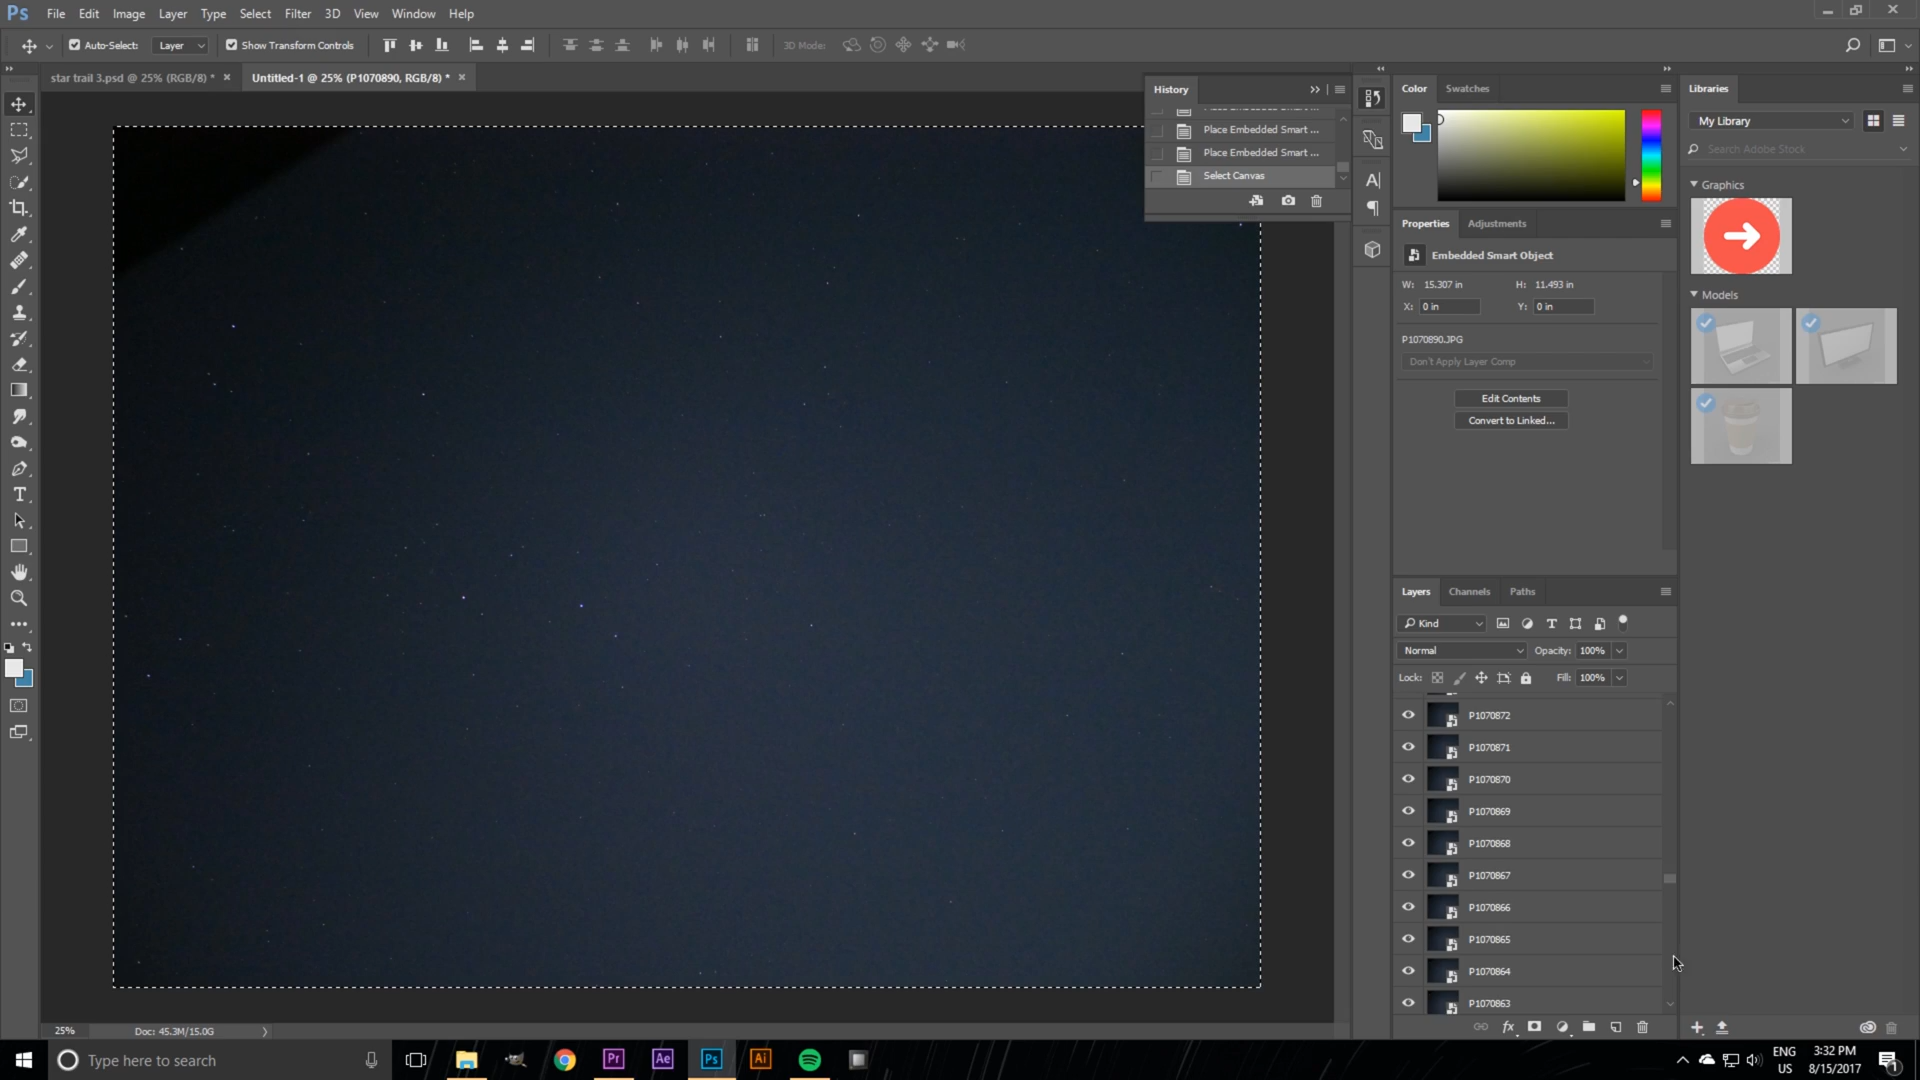 Ps File Edit Image Layer Type Select Filter 3D View Window Help
Auto-Select: Layer Show Transform Controls 3D Mode:
star trail 3.psd @ 25% (RGB/8) * × Untitled-1 @ 25% (P1070890, RGB/8) * ×
History
Place Embedded Smart ...
Place Embedded Smart ...
Select Canvas
Color Swatches
Properties Adjustments
Embedded Smart Object
W: 15.307 in H: 11.493 in
X: 0 in Y: 0 in
P1070890.JPG
Don't Apply Layer Comp
Edit Contents
Convert to Linked...
Libraries
My Library
Search Adobe Stock
Graphics
Models
Layers Channels Paths
Kind
Normal Opacity: 100%
Lock: Fill: 100%
P1070872
P1070871
P1070870
P1070869
P1070868
P1070867
P1070866
P1070865
P1070864
P1070863
fx
25% Doc: 45.3M/15.0G
Type here to search
Pr Ae Ps Ai
ENG
US
3:32 PM
8/15/2017
1